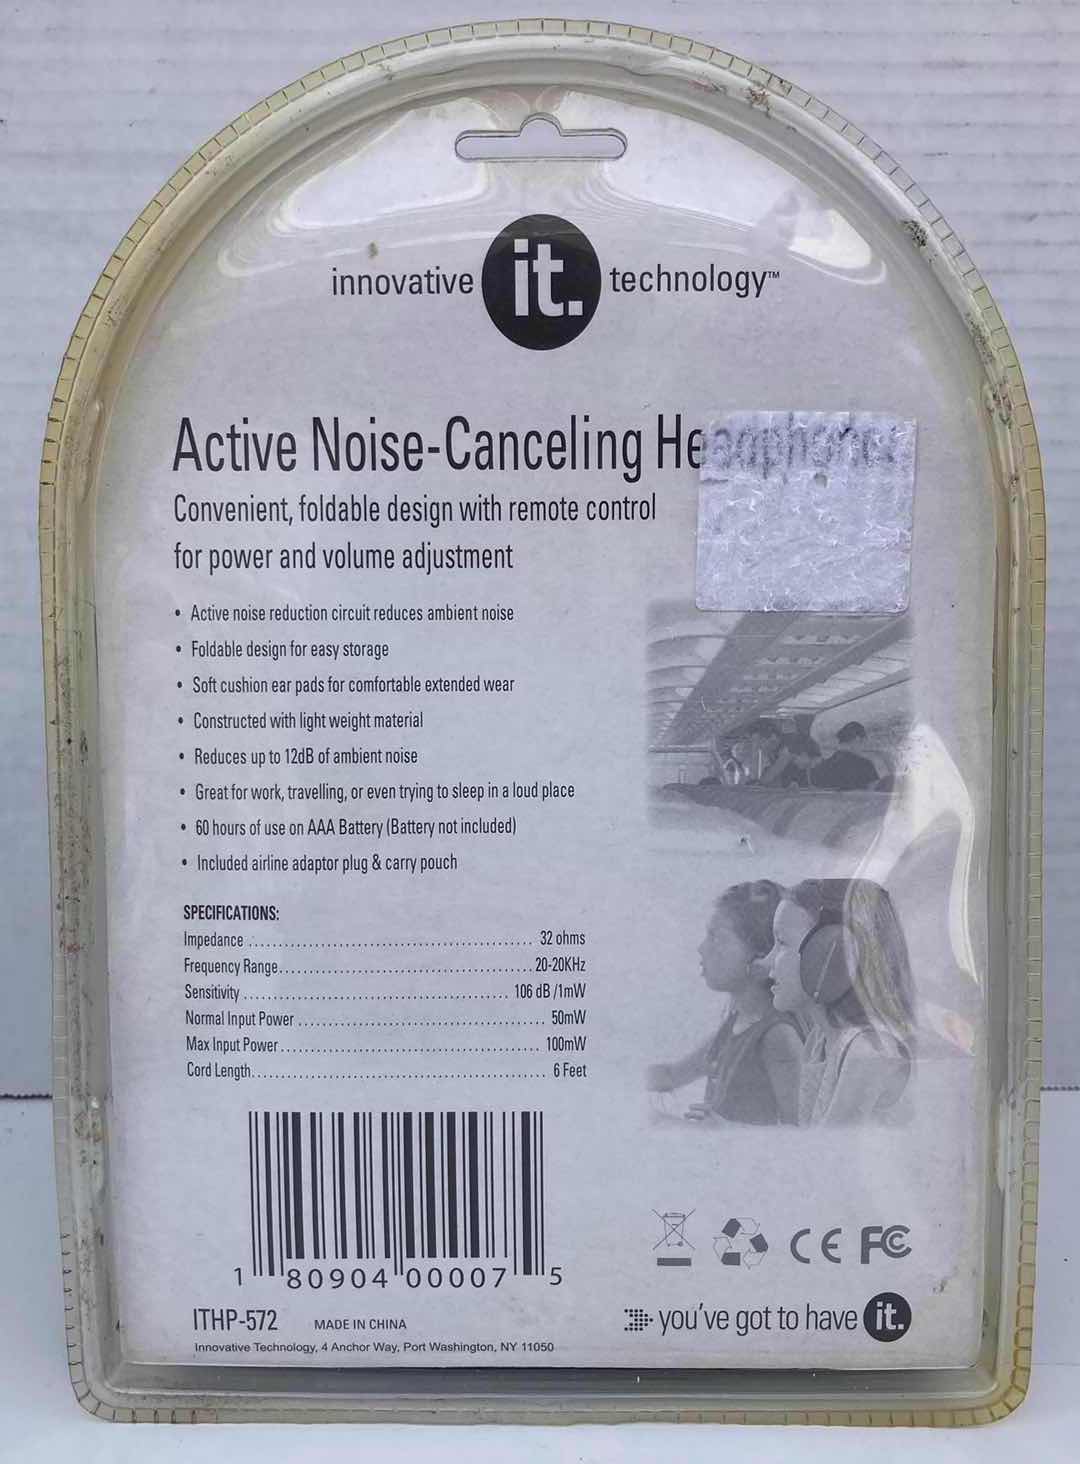 innovative it. technology™
Active Noise-Canceling Headphones
Convenient, foldable design with remote control
for power and volume adjustment
• Active noise reduction circuit reduces ambient noise
• Foldable design for easy storage
• Soft cushion ear pads for comfortable extended wear
• Constructed with light weight material
• Reduces up to 12dB of ambient noise
• Great for work, travelling, or even trying to sleep in a loud place
• 60 hours of use on AAA Battery (Battery not included)
• Included airline adaptor plug & carry pouch
SPECIFICATIONS:
Impedance ........................................ 32 ohms
Frequency Range.................................... 20-20KHz
Sensitivity ...................................... 106 dB /1mW
Normal Input Power ................................... 50mW
Max Input Power..................................... 100mW
Cord Length......................................... 6 Feet
1 80904 00007 5
CE FC
ITHP-572 MADE IN CHINA
you've got to have it.
Innovative Technology, 4 Anchor Way, Port Washington, NY 11050